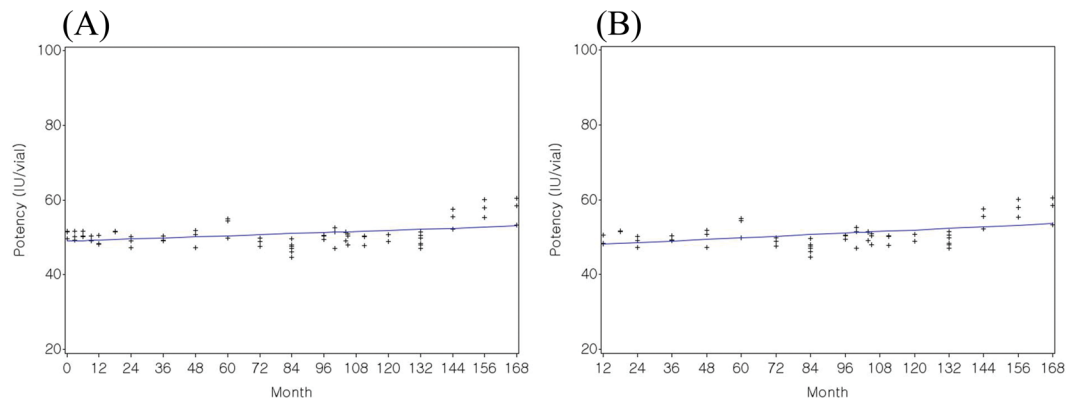 (A)
100
80
60
40
20
Potency (IU/vial)
0 12 24 36 48 60 72 84 96 108 120 132 144 156 168
Month
(B)
100
80
60
40
20
Potency (IU/vial)
12 24 36 48 60 72 84 96 108 120 132 144 156 168
Month